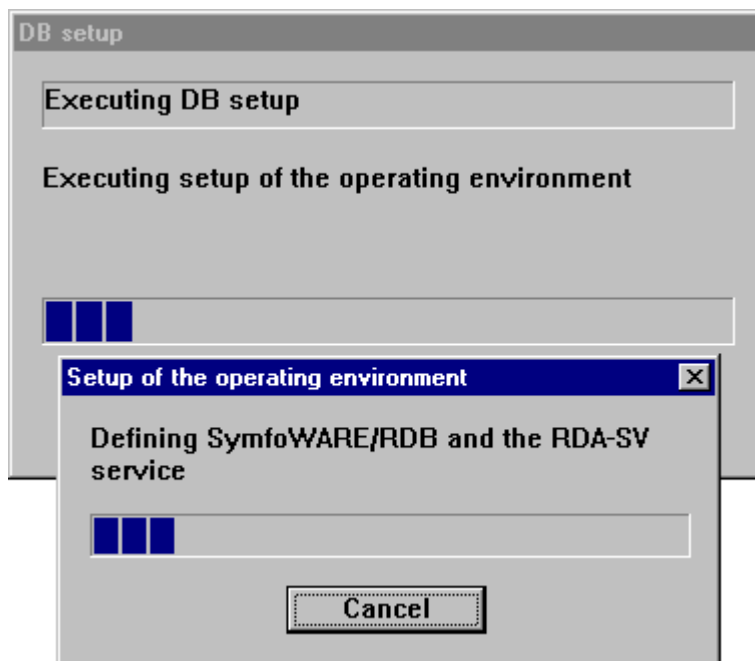 DB setup
Executing DB setup
Executing setup of the operating environment
Setup of the operating environment
Defining SymfoWARE/RDB and the RDA-SV
service
Cancel